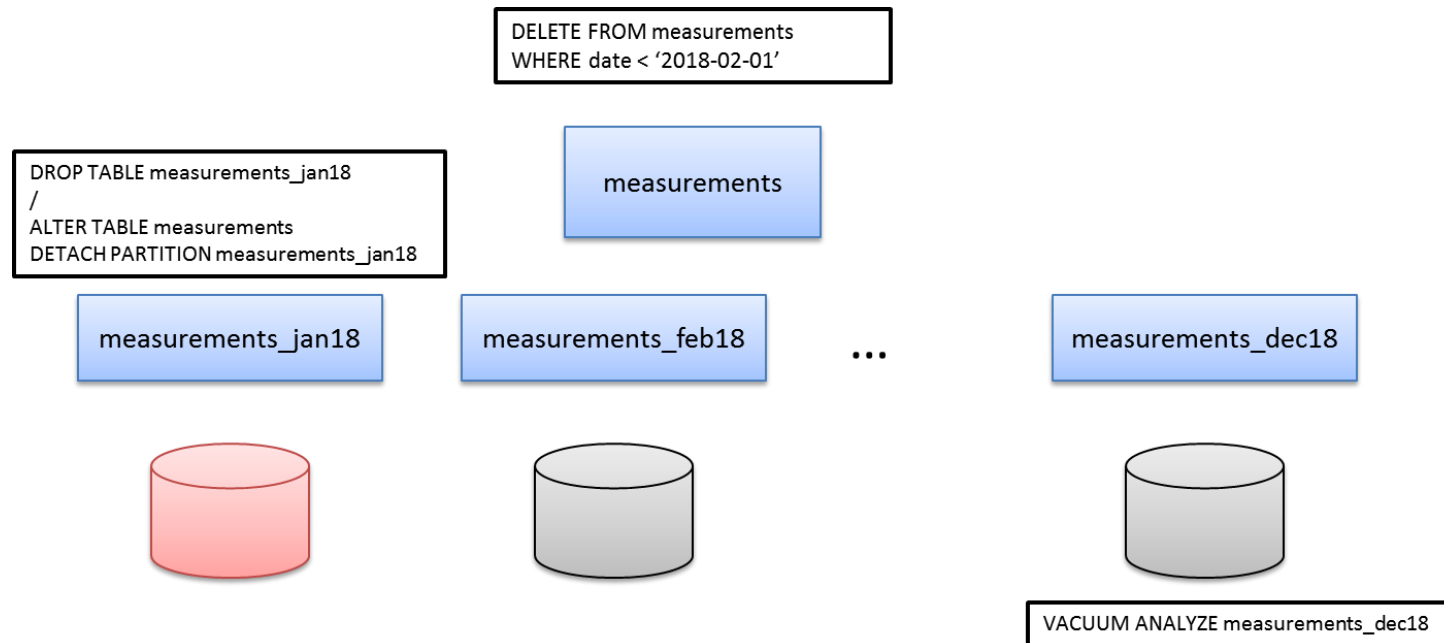 DELETE FROM measurements
WHERE date < ‘2018-02-01’
DROP TABLE measurements_jan18
/
ALTER TABLE measurements
DETACH PARTITION measurements_jan18
measurements
measurements_jan18
measurements_feb18
...
measurements_dec18
VACUUM ANALYZE measurements_dec18